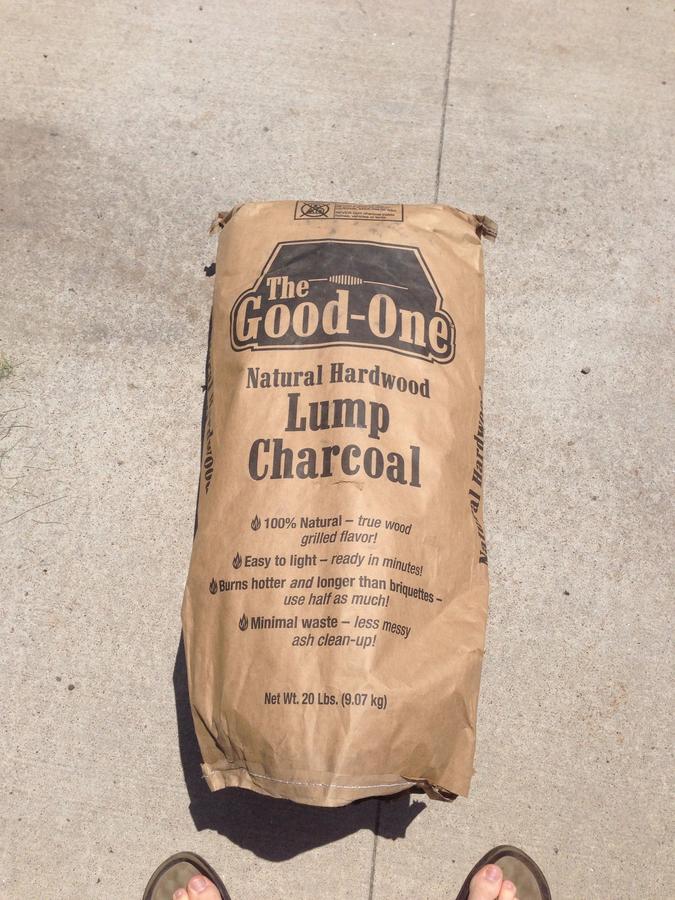 The
Good-One
Natural Hardwood
Lump
Charcoal
100% Natural – true wood
grilled flavor!
Easy to light – ready in minutes!
Burns hotter and longer than briquettes –
use half as much!
Minimal waste – less messy
ash clean-up!
Net Wt. 20 Lbs. (9.07 kg)
Natural Hardwood